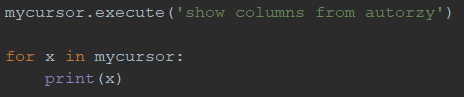 mycursor.execute('show columns from autorzy')
for x in mycursor:
    print(x)